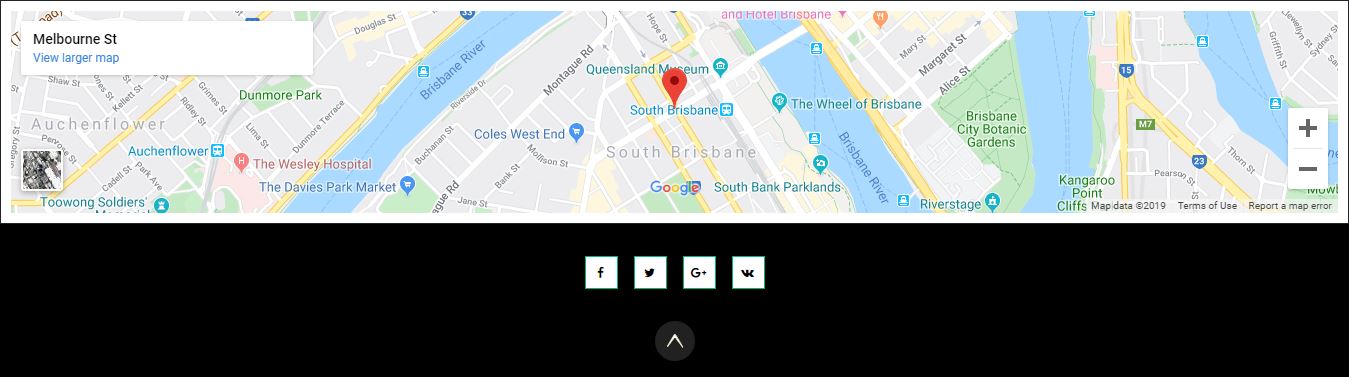 and Hotel Brisbane
Melbourne St
View larger map
33
Douglas St
Shaw St
Kellett St
Dunmore Park
Dunmore Terrace
Riverside Dr
Brisbane River
Montague Rd
Queensland Museum
Mary St
Margaret St
Alice St
15
Griffith St
Sydney St
South Brisbane
The Wheel of Brisbane
Brisbane
City Botanic
Gardens
M7
Auchenflower
Grimes St
Perrote St
Lima St
Buchanan St
Coles West End
Bank St
Mollison St
South Brisbane
Brisbane River
23
Thorn St
Auchenflower
The Wesley Hospital
Cadell St
Park Ave
The Davies Park Market
Google
South Bank Parklands
Pearson St
Kangaroo
Point
Cliffs
Toowong Soldiers'
Memorial
ague Rd
Jane St
Riverstage
Map data ©2019
Terms of Use
Report a map error
f
G+